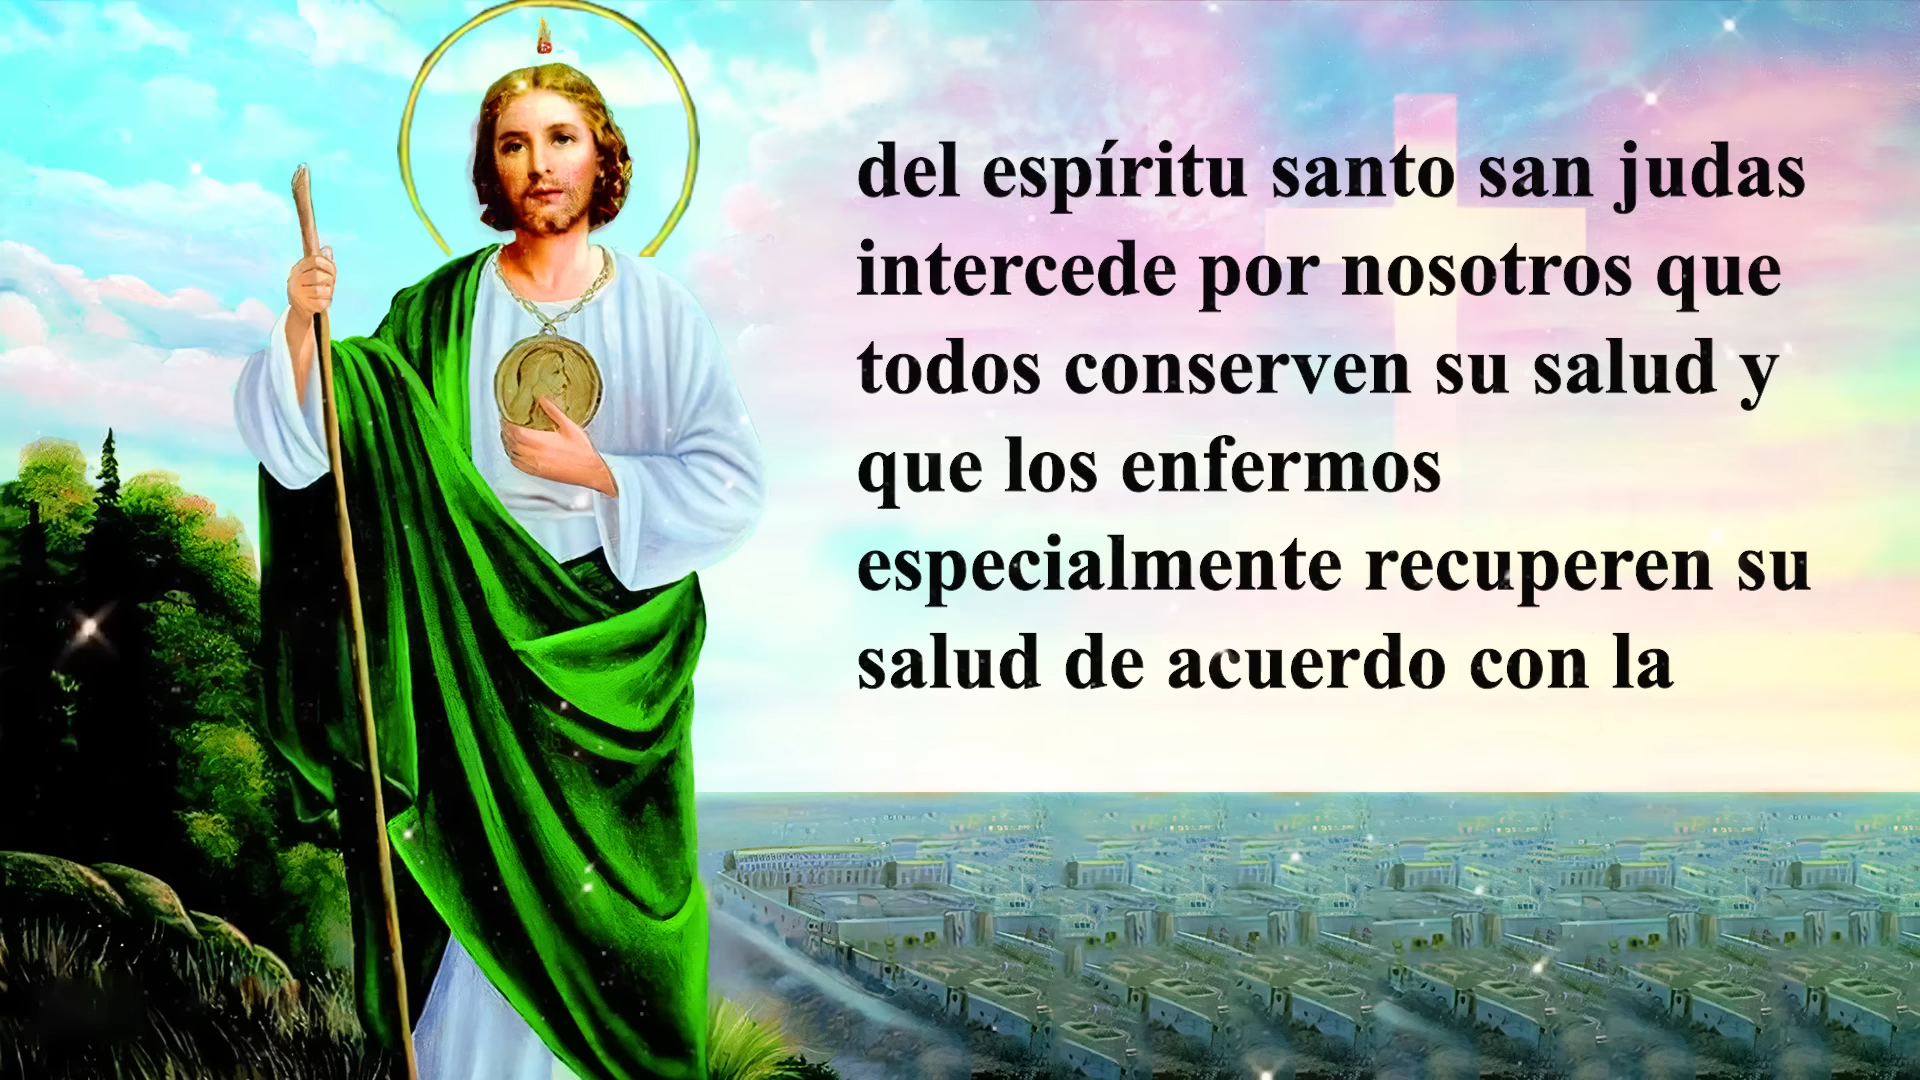 del espíritu santo san judas
intercede por nosotros que
todos conserven su salud y
que los enfermos
especialmente recuperen su
salud de acuerdo con la